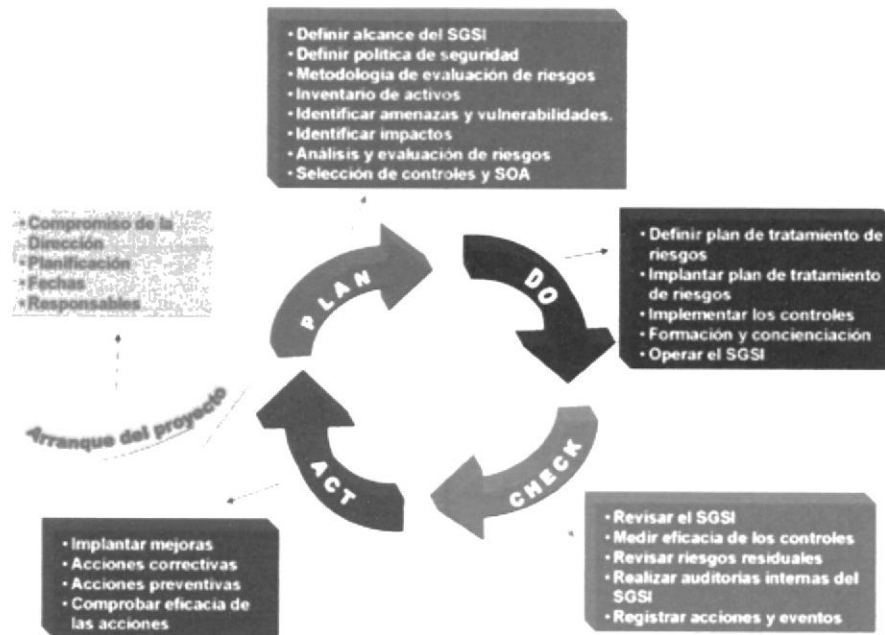 • Definir alcance del SGSI
• Definir política de seguridad
• Metodología de evaluación de riesgos
• Inventario de activos
• Identificar amenazas y vulnerabilidades.
• Identificar impactos
• Análisis y evaluación de riesgos
• Selección de controles y SOA
• Compromiso de la
Dirección
• Planificación
• Fechas
• Responsables
Arranque del proyecto
PLAN
DO
• Definir plan de tratamiento de
riesgos
• Implantar plan de tratamiento
de riesgos
• Implementar los controles
• Formación y concienciación
• Operar el SGSI
CHECK
• Revisar el SGSI
• Medir eficacia de los controles
• Revisar riesgos residuales
• Realizar auditorías internas del
SGSI
• Registrar acciones y eventos
ACT
• Implantar mejoras
• Acciones correctivas
• Acciones preventivas
• Comprobar eficacia de
las acciones